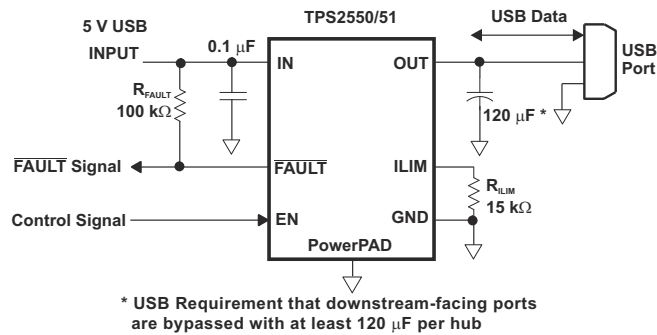 TPS2550/51
USB Data
5 V USB
INPUT
0.1 μF
IN
OUT
USB
Port
R_FAULT
100 kΩ
120 μF *
FAULT Signal
FAULT
ILIM
R_ILIM
15 kΩ
Control Signal
EN
GND
PowerPAD
* USB Requirement that downstream-facing ports
are bypassed with at least 120 μF per hub